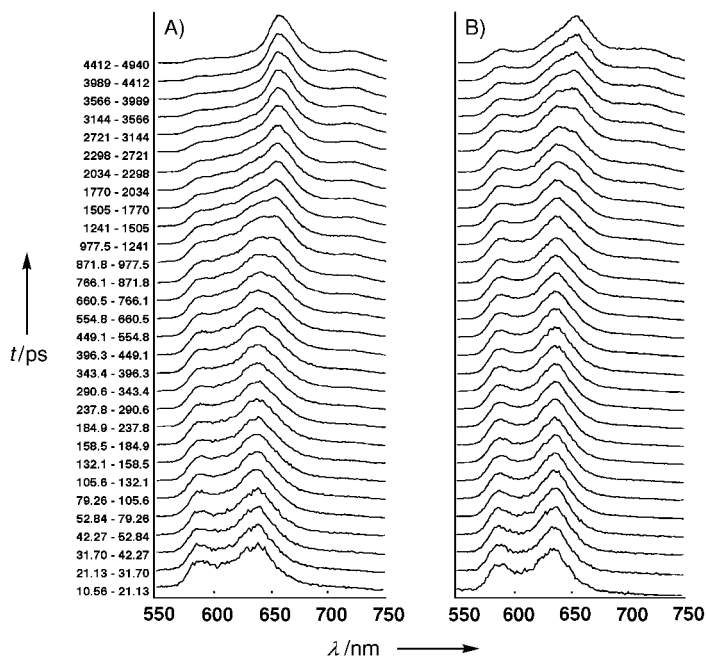 A)
B)
4412 - 4940
3989 - 4412
3566 - 3989
3144 - 3566
2721 - 3144
2298 - 2721
2034 - 2298
1770 - 2034
1505 - 1770
1241 - 1505
977.5 - 1241
871.8 - 977.5
766.1 - 871.8
660.5 - 766.1
554.8 - 660.5
449.1 - 554.8
396.3 - 449.1
343.4 - 396.3
290.6 - 343.4
237.8 - 290.6
184.9 - 237.8
158.5 - 184.9
132.1 - 158.5
105.6 - 132.1
79.26 - 105.6
52.84 - 79.26
42.27 - 52.84
31.70 - 42.27
21.13 - 31.70
10.56 - 21.13
t/ps
550 600 650 700 750
550 600 650 700 750
λ/nm